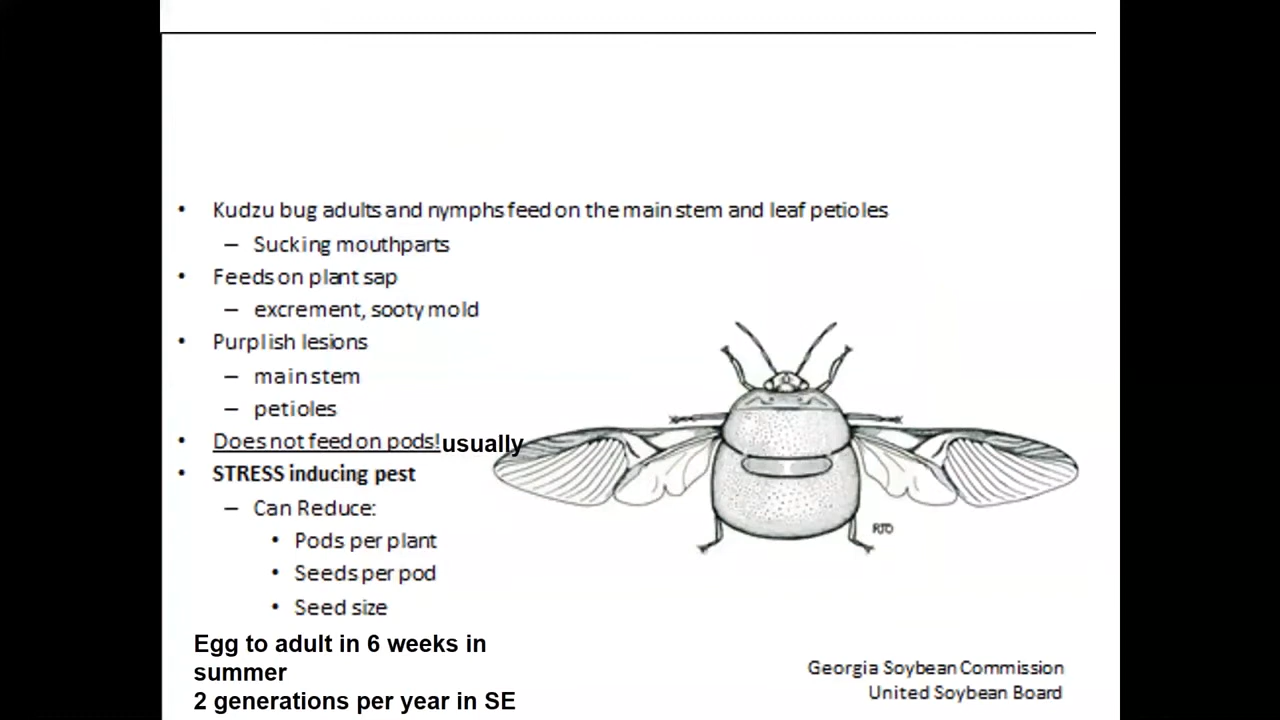 • Kudzu bug adults and nymphs feed on the main stem and leaf petioles
– Sucking mouthparts
• Feeds on plant sap
– excrement, sooty mold
• Purplish lesions
– main stem
– petioles
• Does not feed on pods! usually
• STRESS inducing pest
– Can Reduce:
• Pods per plant
• Seeds per pod
• Seed size
Egg to adult in 6 weeks in
summer
2 generations per year in SE
RJO
Georgia Soybean Commission
United Soybean Board